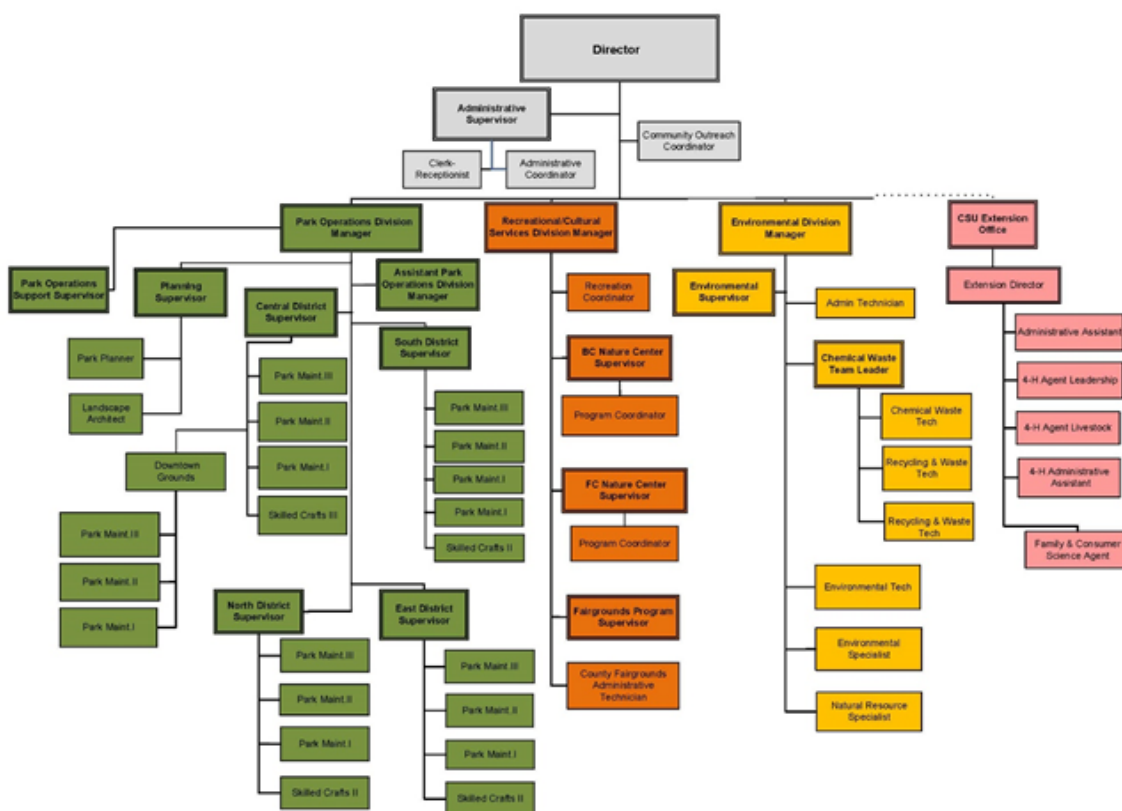 Director
Administrative
Supervisor
Community Outreach
Coordinator
Clerk-
Receptionist
Administrative
Coordinator
Park Operations Division
Manager
Recreational/Cultural
Services Division Manager
Environmental Division
Manager
CSU Extension
Office
Park Operations
Support Supervisor
Planning
Supervisor
Assistant Park
Operations Division
Manager
Central District
Supervisor
South District
Supervisor
Park Planner
Landscape
Architect
Park Maint.III
Park Maint.II
Park Maint.I
Skilled Crafts III
Downtown
Grounds
Park Maint.III
Park Maint.II
Park Maint.I
Park Maint.III
Park Maint.II
Park Maint.I
Park Maint.I
Skilled Crafts II
North District
Supervisor
Park Maint.III
Park Maint.II
Park Maint.I
Skilled Crafts II
East District
Supervisor
Park Maint.III
Park Maint.II
Park Maint.I
Skilled Crafts II
Recreation
Coordinator
BC Nature Center
Supervisor
Program Coordinator
FC Nature Center
Supervisor
Program Coordinator
Fairgrounds Program
Supervisor
County Fairgrounds
Administrative
Technician
Environmental
Supervisor
Admin Technician
Chemical Waste
Team Leader
Chemical Waste
Tech
Recycling & Waste
Tech
Recycling & Waste
Tech
Environmental Tech
Environmental
Specialist
Natural Resource
Specialist
Extension Director
Administrative Assistant
4-H Agent Leadership
4-H Agent Livestock
4-H Administrative
Assistant
Family & Consumer
Science Agent